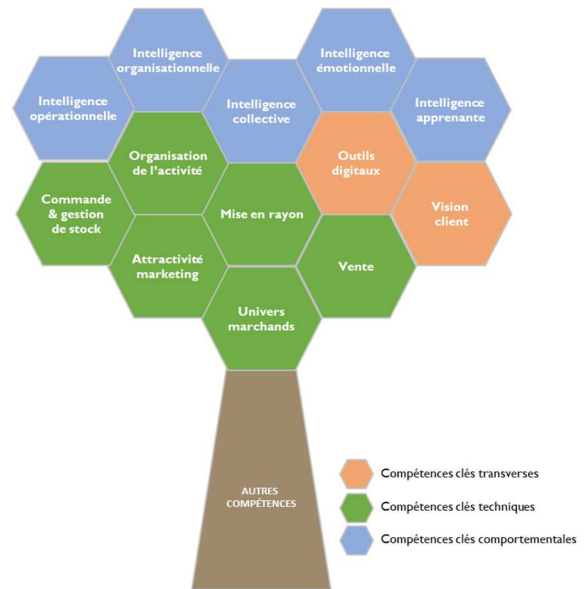 Intelligence
organisationnelle
Intelligence
émotionnelle
Intelligence
opérationnelle
Intelligence
collective
Intelligence
apprenante
Organisation
de l'activité
Outils
digitaux
Commande
& gestion
de stock
Mise en rayon
Vision
client
Attractivité
marketing
Vente
Univers
marchands
AUTRES
COMPÉTENCES
Compétences clés transverses
Compétences clés techniques
Compétences clés comportementales